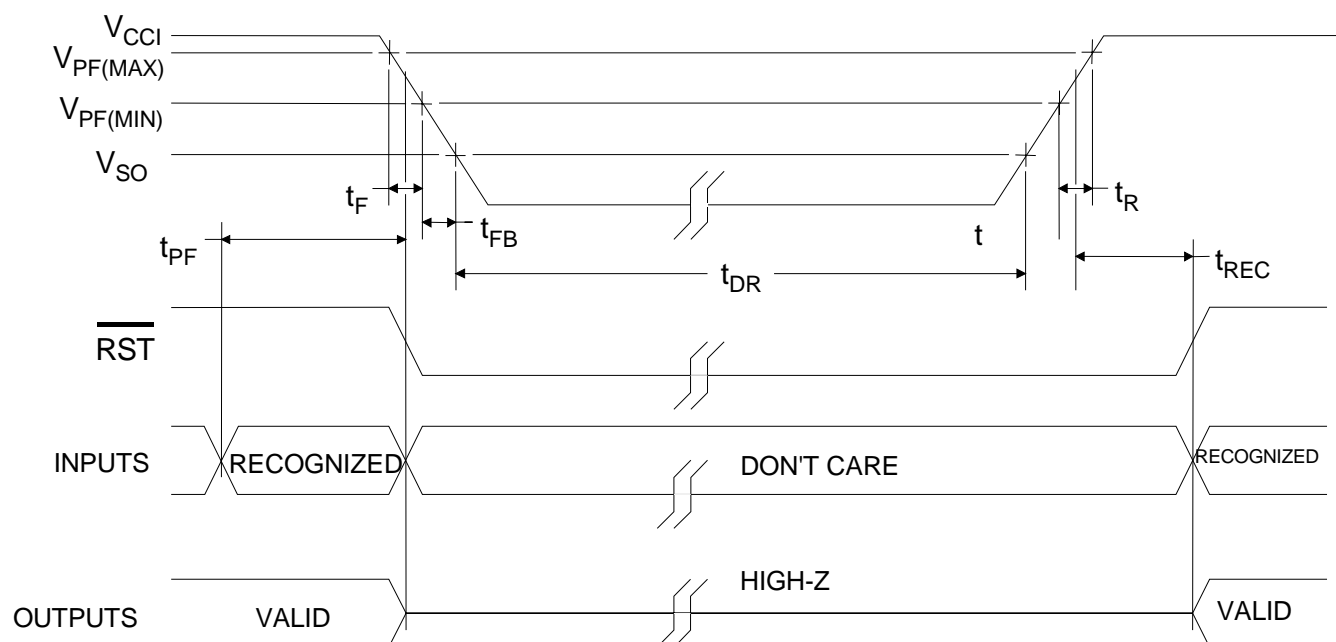 VCCI
VPF(MAX)
VPF(MIN)
VSO
tF
tR
tFB
t
tPF
tREC
tDR
RST
INPUTS
RECOGNIZED
DON'T CARE
RECOGNIZED
HIGH-Z
OUTPUTS
VALID
VALID